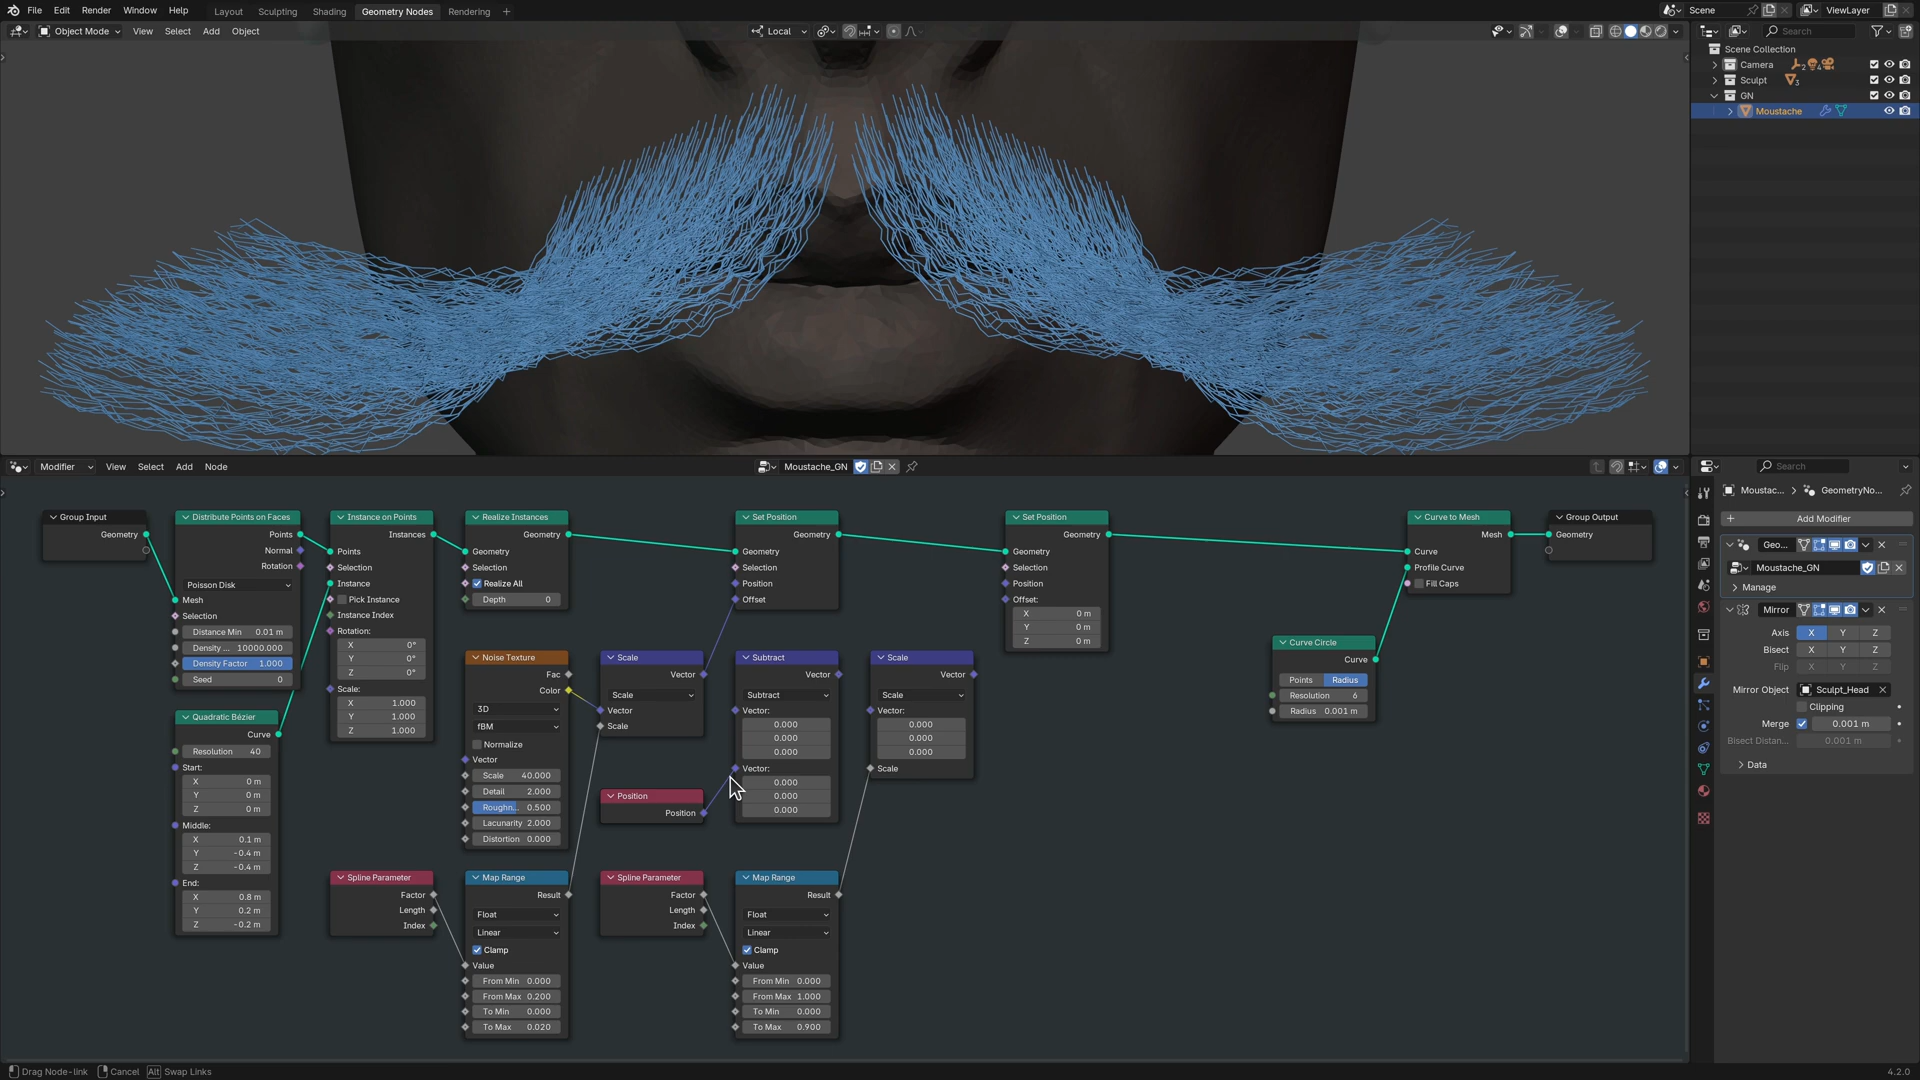 File Edit Render Window Help Layout Sculpting Shading Geometry Nodes Rendering +
Scene ViewLayer
Object Mode View Select Add Object Local
Search
Scene Collection
Camera 2 4
Sculpt 3
GN
Moustache
Modifier View Select Add Node Moustache_GN
Search
Moustac... GeometryNo...
Add Modifier
Geo...
Moustache_GN
Manage
Mirror
Axis X Y Z
Bisect X Y Z
Flip X Y Z
Mirror Object Sculpt_Head
Clipping
Merge 0.001 m
Bisect Distan... 0.001 m
Data
Group Input
Geometry
Distribute Points on Faces
Points
Normal
Rotation
Poisson Disk
Mesh
Selection
Distance Min 0.01 m
Density ... 10000.000
Density Factor 1.000
Seed 0
Quadratic Bézier
Curve
Resolution 40
Start:
X 0 m
Y 0 m
Z 0 m
Middle:
X 0.1 m
Y -0.4 m
Z -0.4 m
End:
X 0.8 m
Y 0.2 m
Z -0.2 m
Instance on Points
Instances
Points
Selection
Instance
Pick Instance
Instance Index
Rotation:
X 0°
Y 0°
Z 0°
Scale:
X 1.000
Y 1.000
Z 1.000
Spline Parameter
Factor
Length
Index
Realize Instances
Geometry
Geometry
Selection
Realize All
Depth 0
Noise Texture
Fac
Color
3D
fBM
Normalize
Vector
Scale 40.000
Detail 2.000
Roughn... 0.500
Lacunarity 2.000
Distortion 0.000
Map Range
Result
Float
Linear
Clamp
Value
From Min 0.000
From Max 0.200
To Min 0.000
To Max 0.020
Scale
Vector
Scale
Vector
Scale
Position
Position
Spline Parameter
Factor
Length
Index
Set Position
Geometry
Geometry
Selection
Position
Offset
Subtract
Vector
Subtract
Vector:
0.000
0.000
0.000
Vector:
0.000
0.000
0.000
Map Range
Result
Float
Linear
Clamp
Value
From Min 0.000
From Max 1.000
To Min 0.000
To Max 0.900
Scale
Vector
Scale
Vector:
0.000
0.000
0.000
Scale
Set Position
Geometry
Geometry
Selection
Position
Offset:
X 0 m
Y 0 m
Z 0 m
Curve Circle
Curve
Points Radius
Resolution 6
Radius 0.001 m
Curve to Mesh
Mesh
Curve
Profile Curve
Fill Caps
Group Output
Geometry
Drag Node-link Cancel Alt Swap Links 4.2.0